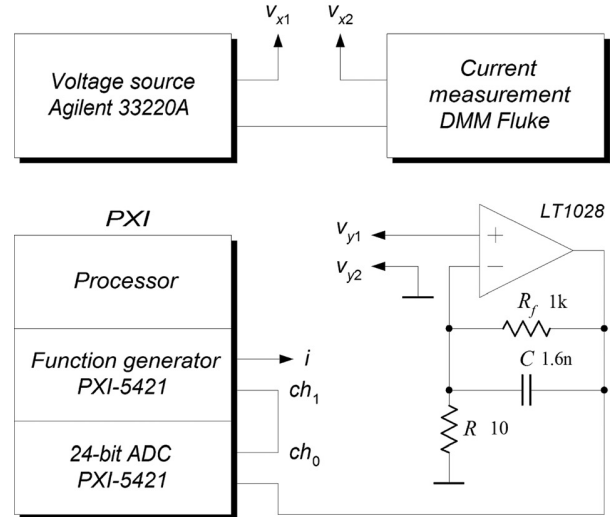 v_x1
v_x2
Voltage source
Agilent 33220A
Current
measurement
DMM Fluke
PXI
Processor
Function generator
PXI-5421
24-bit ADC
PXI-5421
i
ch_1
ch_0
v_y1
v_y2
LT1028
+
−
R_f 1k
C 1.6n
R 10